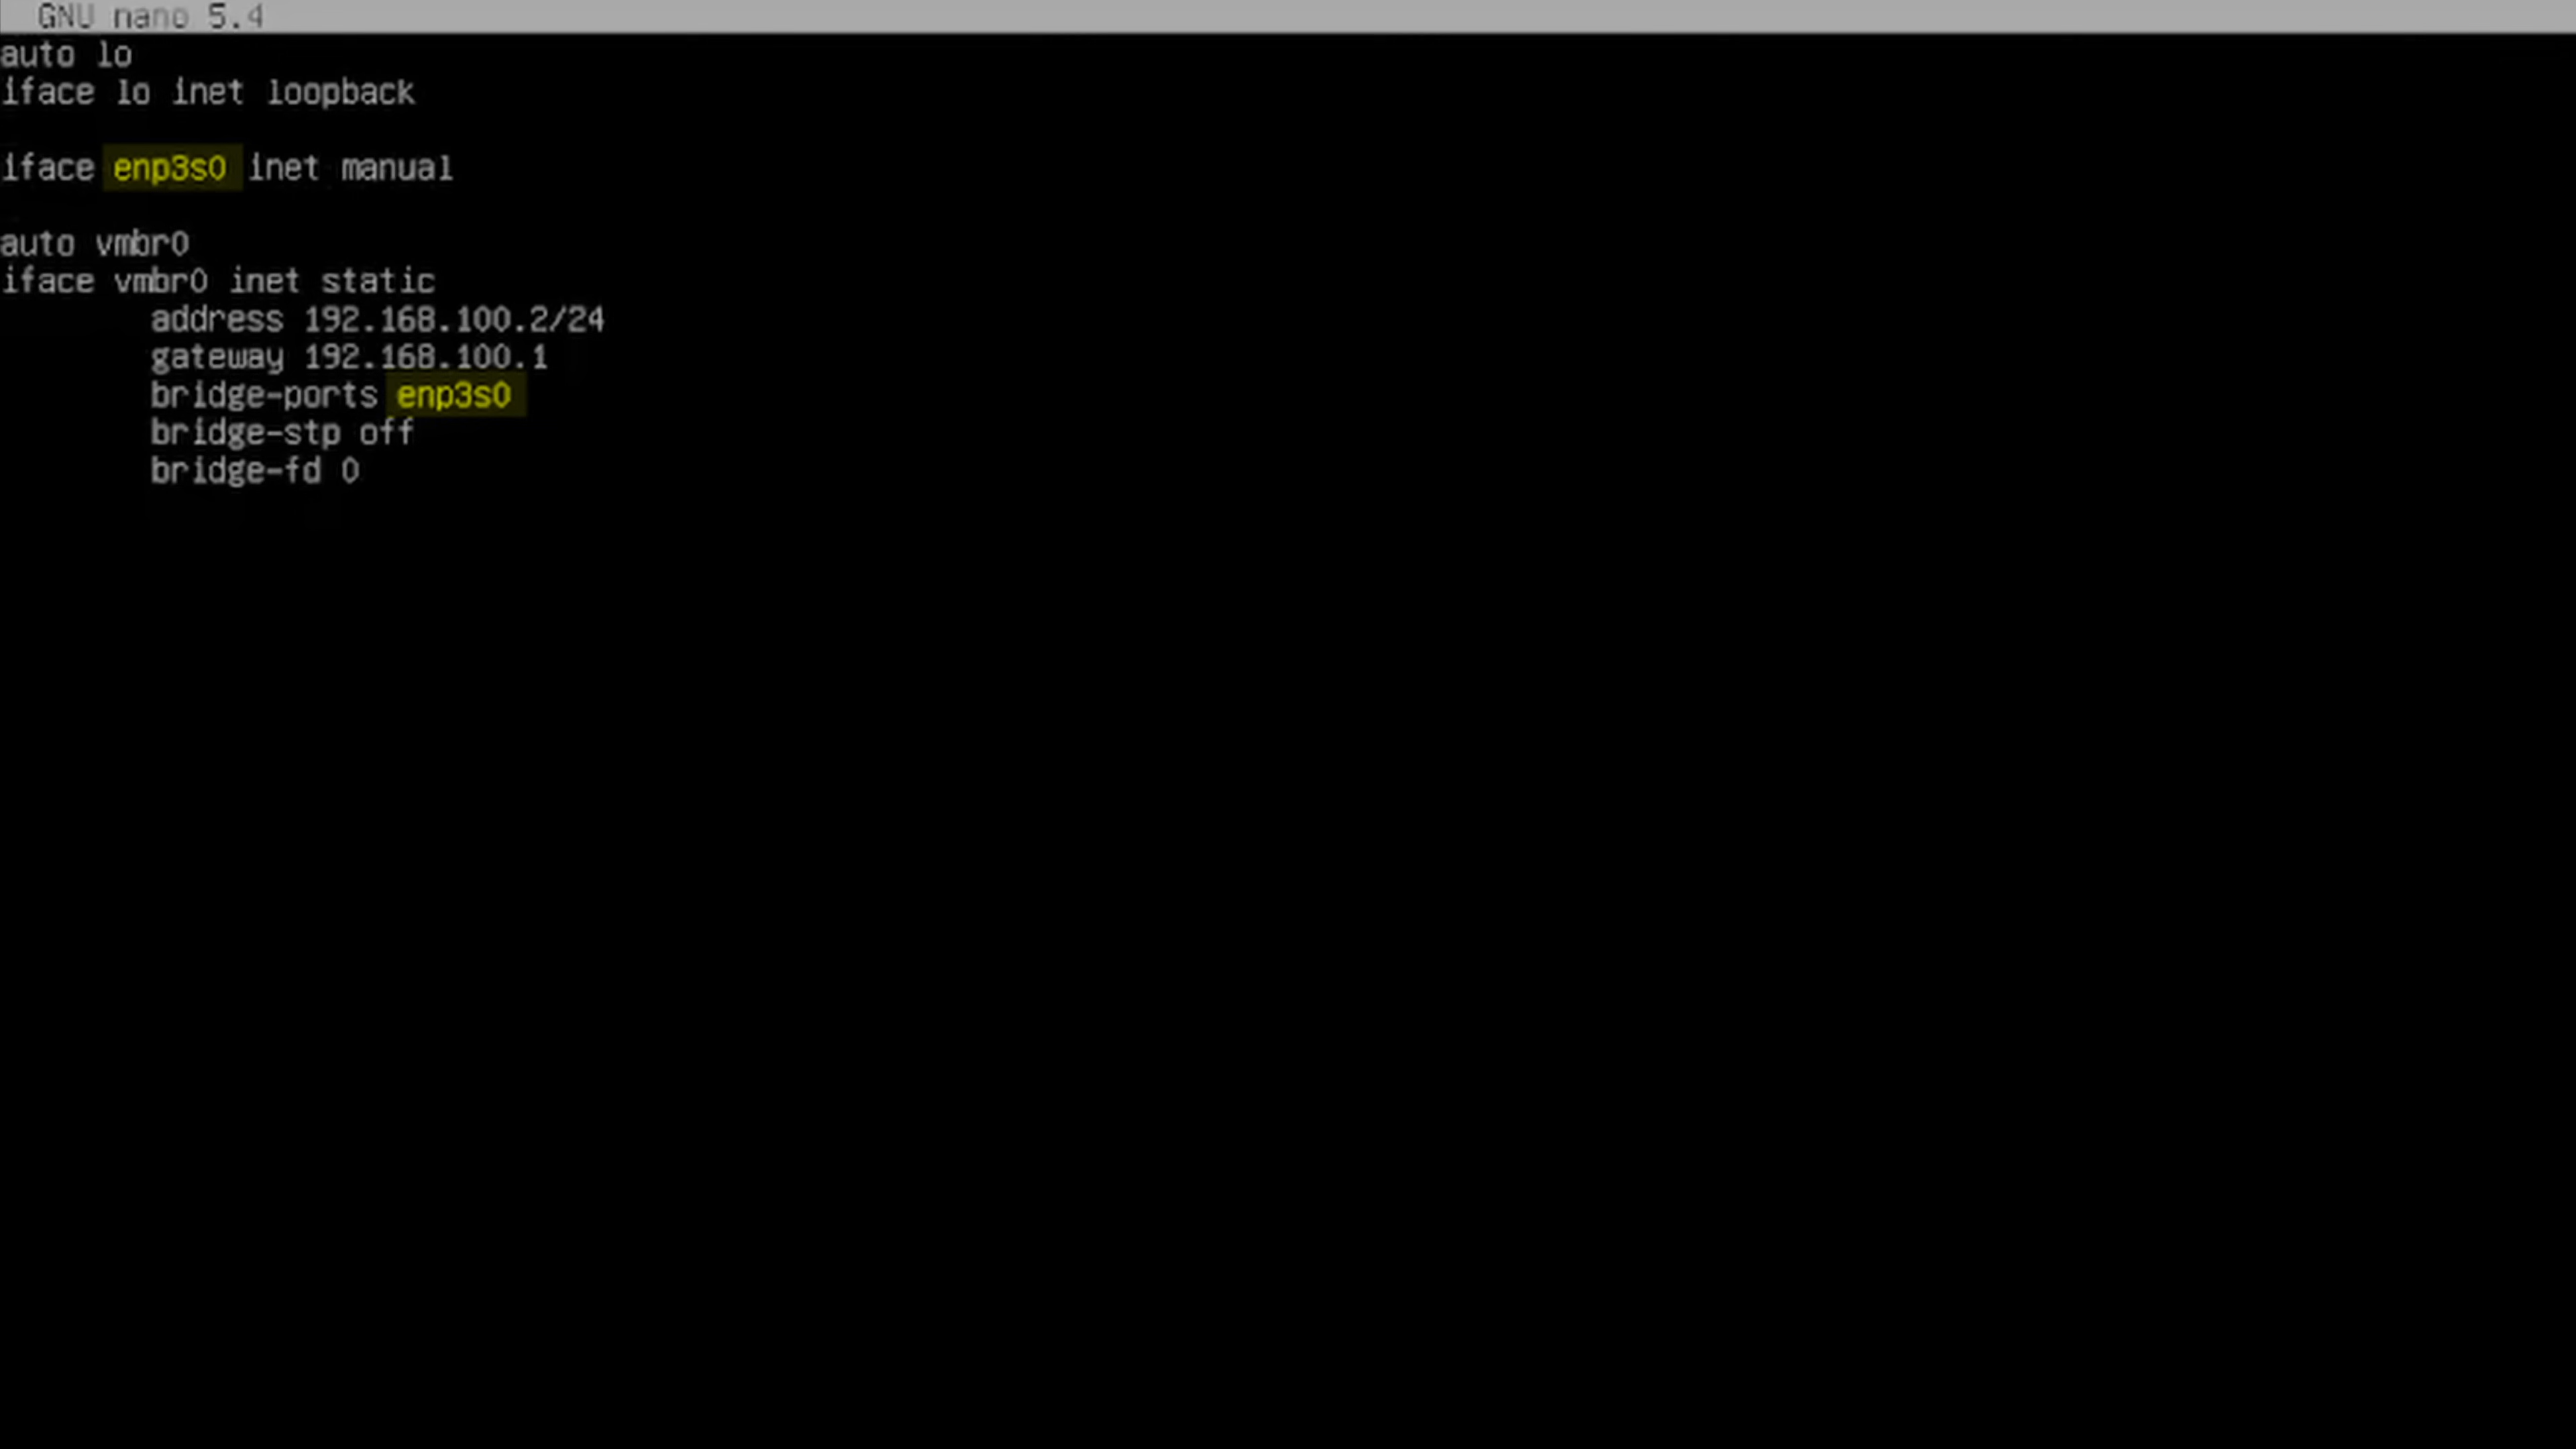 GNU nano 5.4
auto lo
iface lo inet loopback
iface enp3s0 inet manual
auto vmbr0
iface vmbr0 inet static
address 192.168.100.2/24
gateway 192.168.100.1
bridge-ports enp3s0
bridge-stp off
bridge-fd 0